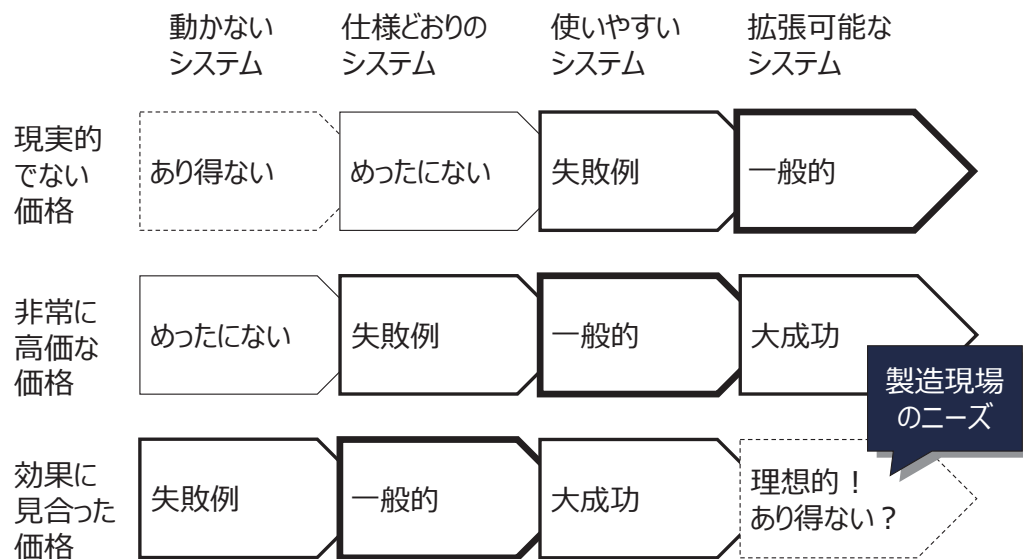 動かない
システム
仕様どおりの
システム
使いやすい
システム
拡張可能な
システム
現実的
でない
価格
あり得ない
めったにない
失敗例
一般的
非常に
高価な
価格
めったにない
失敗例
一般的
大成功
製造現場
のニーズ
効果に
見合った
価格
失敗例
一般的
大成功
理想的！
あり得ない？